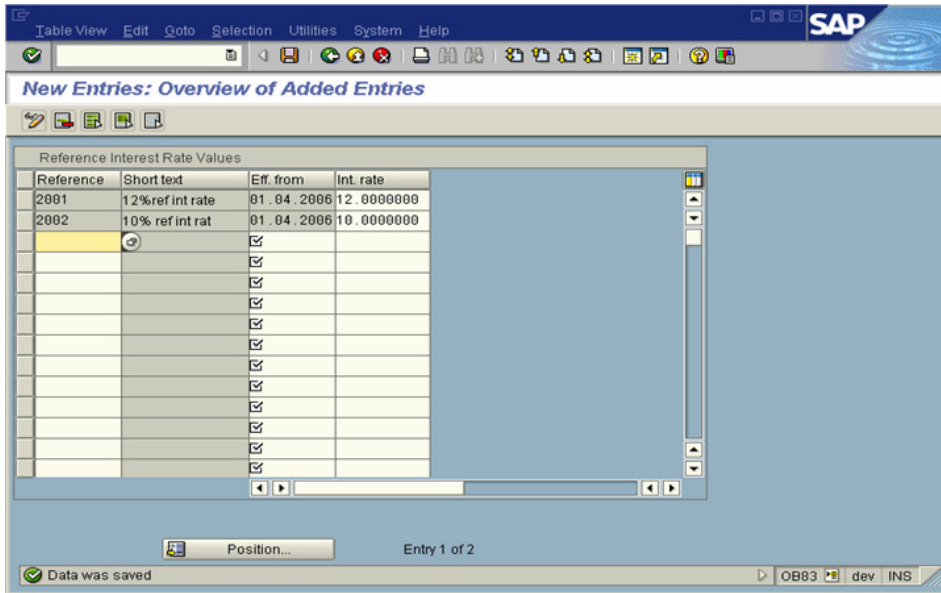 Table View Edit Goto Selection Utilities System Help
SAP
New Entries: Overview of Added Entries
Reference Interest Rate Values
Reference Short text Eff. from Int. rate
2001 12%ref int rate 01.04.2006 12.0000000
2002 10% ref int rat 01.04.2006 10.0000000
Position... Entry 1 of 2
Data was saved OB83 dev INS